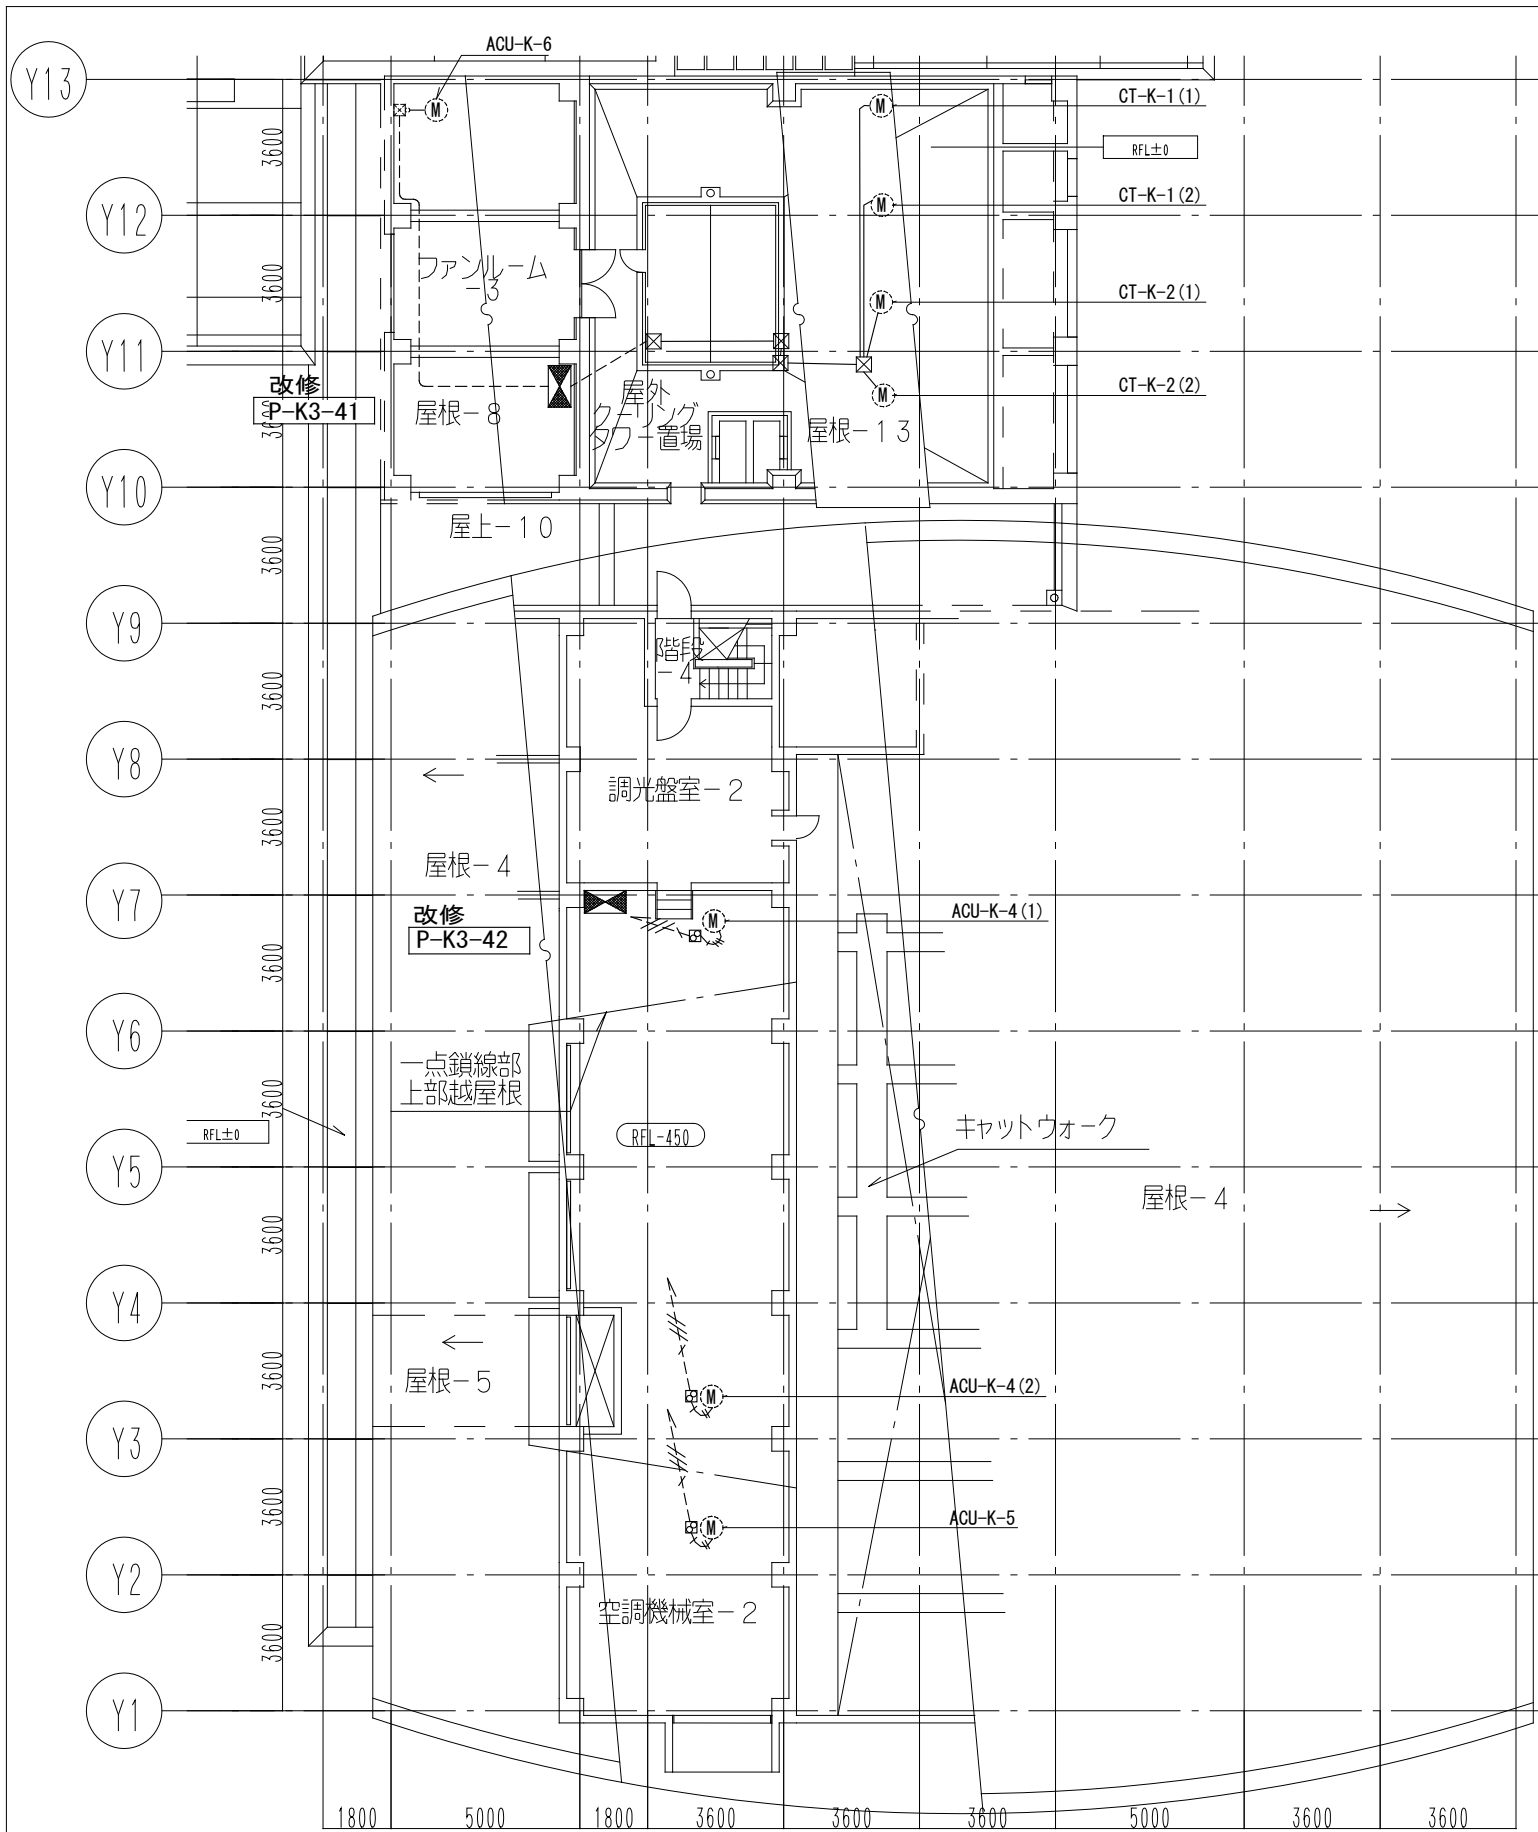 ACU-K-6
Y13
M
M
CT-K-1(1)
3600
RFL±0
CT-K-1(2)
M
Y12
ファンルーム
-3
3600
CT-K-2(1)
M
Y11
改修
P-K3-41
3600
屋根-8
屋外
クーリング
タワー置場
屋根-13
M
CT-K-2(2)
Y10
屋上-10
3600
Y9
階段
-4
3600
Y8
調光盤室-2
3600
屋根-4
Y7
改修
P-K3-42
M
ACU-K-4(1)
3600
Y6
一点鎖線部
上部越屋根
3600
RFL±0
RFL-450
キャットウォーク
Y5
屋根-4
3600
Y4
3600
屋根-5
M
ACU-K-4(2)
Y3
3600
M
ACU-K-5
Y2
空調機械室-2
3600
Y1
1800
5000
1800
3600
3600
3600
5000
3600
3600